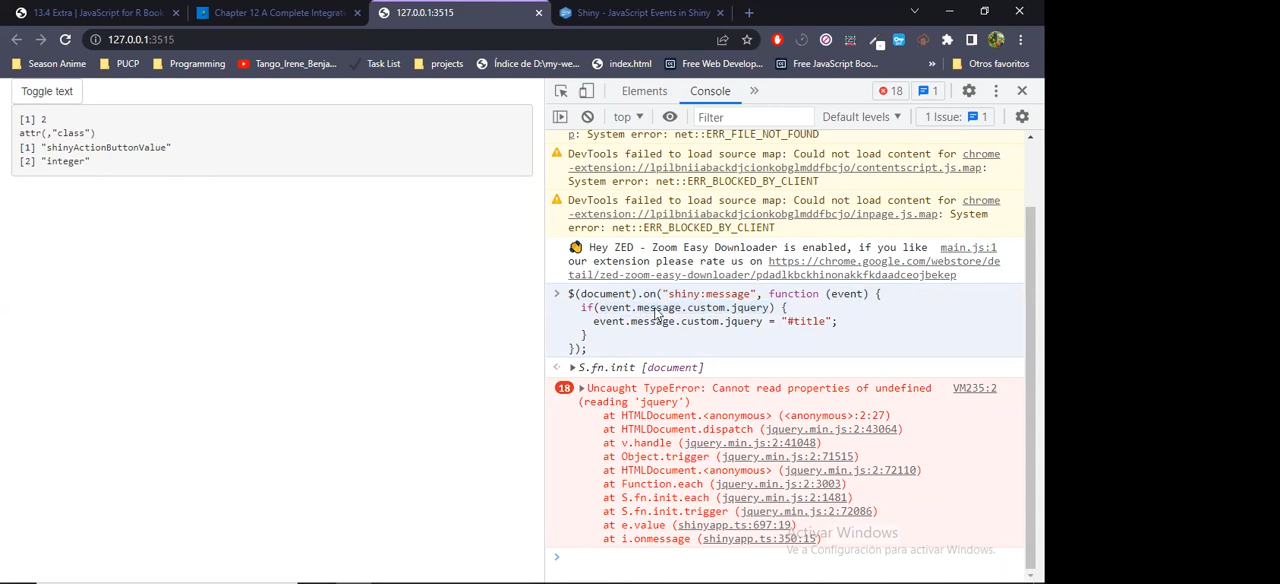 13.4 Extra | JavaScript for R Book
Chapter 12 A Complete Integrati
127.0.0.1:3515
Shiny - JavaScript Events in Shiny
127.0.0.1:3515
Season Anime
PUCP
Programming
Tango_Irene_Benja...
Task List
projects
Índice de D:\my-we...
index.html
Free Web Develop...
Free JavaScript Boo...
»
Otros favoritos
Toggle text
[1] 2
attr(,"class")
[1] "shinyActionButtonValue"
[2] "integer"
Elements
Console
»
18
1
top
Filter
Default levels
1 Issue:
1
p: System error: net::ERR_FILE_NOT_FOUND
DevTools failed to load source map: Could not load content for chrome
-extension://lpilbniiabackdjcionkobglmddfbcjo/contentscript.js.map:
System error: net::ERR_BLOCKED_BY_CLIENT
DevTools failed to load source map: Could not load content for chrome
-extension://lpilbniiabackdjcionkobglmddfbcjo/inpage.js.map: System
error: net::ERR_BLOCKED_BY_CLIENT
Hey ZED - Zoom Easy Downloader is enabled, if you like main.js:1
our extension please rate us on https://chrome.google.com/webstore/de
tail/zed-zoom-easy-downloader/pdadlkbckhinonakkfkdaadceojbekep
$(document).on("shiny:message", function (event) {
if(event.message.custom.jquery) {
event.message.custom.jquery = "#title";
}
});
S.fn.init [document]
18 Uncaught TypeError: Cannot read properties of undefined VM235:2
(reading 'jquery')
at HTMLDocument.<anonymous> (<anonymous>:2:27)
at HTMLDocument.dispatch (jquery.min.js:2:43064)
at v.handle (jquery.min.js:2:41048)
at Object.trigger (jquery.min.js:2:71515)
at HTMLDocument.<anonymous> (jquery.min.js:2:72110)
at Function.each (jquery.min.js:2:3003)
at S.fn.init.each (jquery.min.js:2:1481)
at S.fn.init.trigger (jquery.min.js:2:72086)
at e.value (shinyapp.ts:697:19)
at i.onmessage (shinyapp.ts:350:15)
Activar Windows
Ve a Configuración para activar Windows.